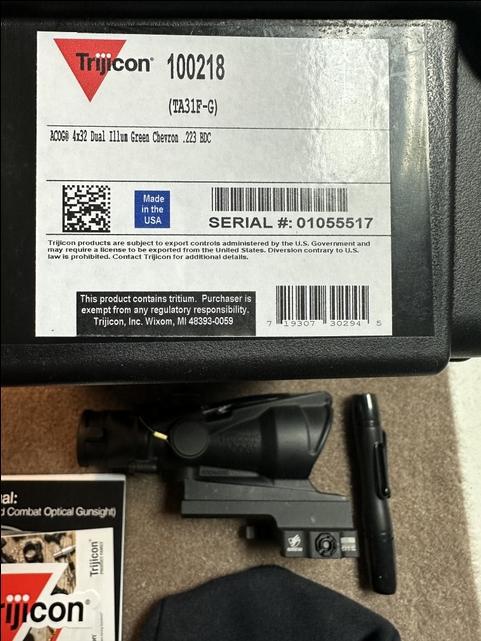 Trijicon® 100218
(TA31F-G)
ACOG® 4x32 Dual Illum Green Chevron .223 BDC
Made
in the
USA
SERIAL #: 01055517
Trijicon products are subject to export controls administered by the U.S. Government and
may require a license to be exported from the United States. Diversion contrary to U.S.
law is prohibited. Contact Trijicon for additional details.
This product contains tritium. Purchaser is
exempt from any regulatory responsibility.
Trijicon, Inc. Wixom, MI 48393-0059
7 19307 30294 5
ual:
d Combat Optical Gunsight)
Trijicon
rijicon